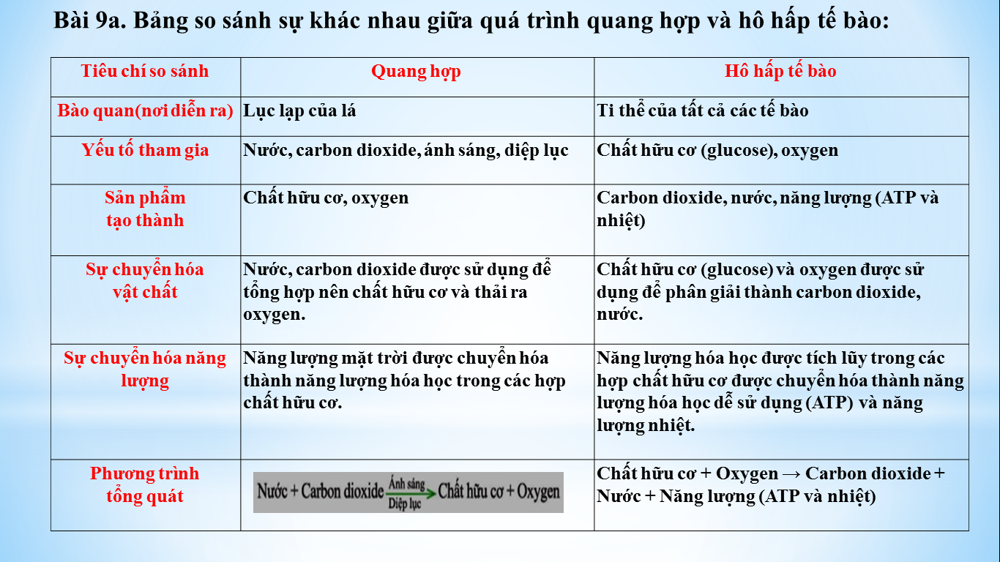 Bài 9a. Bảng so sánh sự khác nhau giữa quá trình quang hợp và hô hấp tế bào:
Tiêu chí so sánh
Quang hợp
Hô hấp tế bào
Bào quan(nơi diễn ra)
Lục lạp của lá
Ti thể của tất cả các tế bào
Yếu tố tham gia
Nước, carbon dioxide, ánh sáng, diệp lục
Chất hữu cơ (glucose), oxygen
Sản phẩm
tạo thành
Chất hữu cơ, oxygen
Carbon dioxide, nước, năng lượng (ATP và
nhiệt)
Sự chuyển hóa
vật chất
Nước, carbon dioxide được sử dụng để
tổng hợp nên chất hữu cơ và thải ra
oxygen.
Chất hữu cơ (glucose) và oxygen được sử
dụng để phân giải thành carbon dioxide,
nước.
Sự chuyển hóa năng
lượng
Năng lượng mặt trời được chuyển hóa
thành năng lượng hóa học trong các hợp
chất hữu cơ.
Năng lượng hóa học được tích lũy trong các
hợp chất hữu cơ được chuyển hóa thành năng
lượng hóa học dễ sử dụng (ATP) và năng
lượng nhiệt.
Phương trình
tổng quát
Ánh sáng
Nước + Carbon dioxide → Chất hữu cơ + Oxygen
Diệp lục
Chất hữu cơ + Oxygen → Carbon dioxide +
Nước + Năng lượng (ATP và nhiệt)